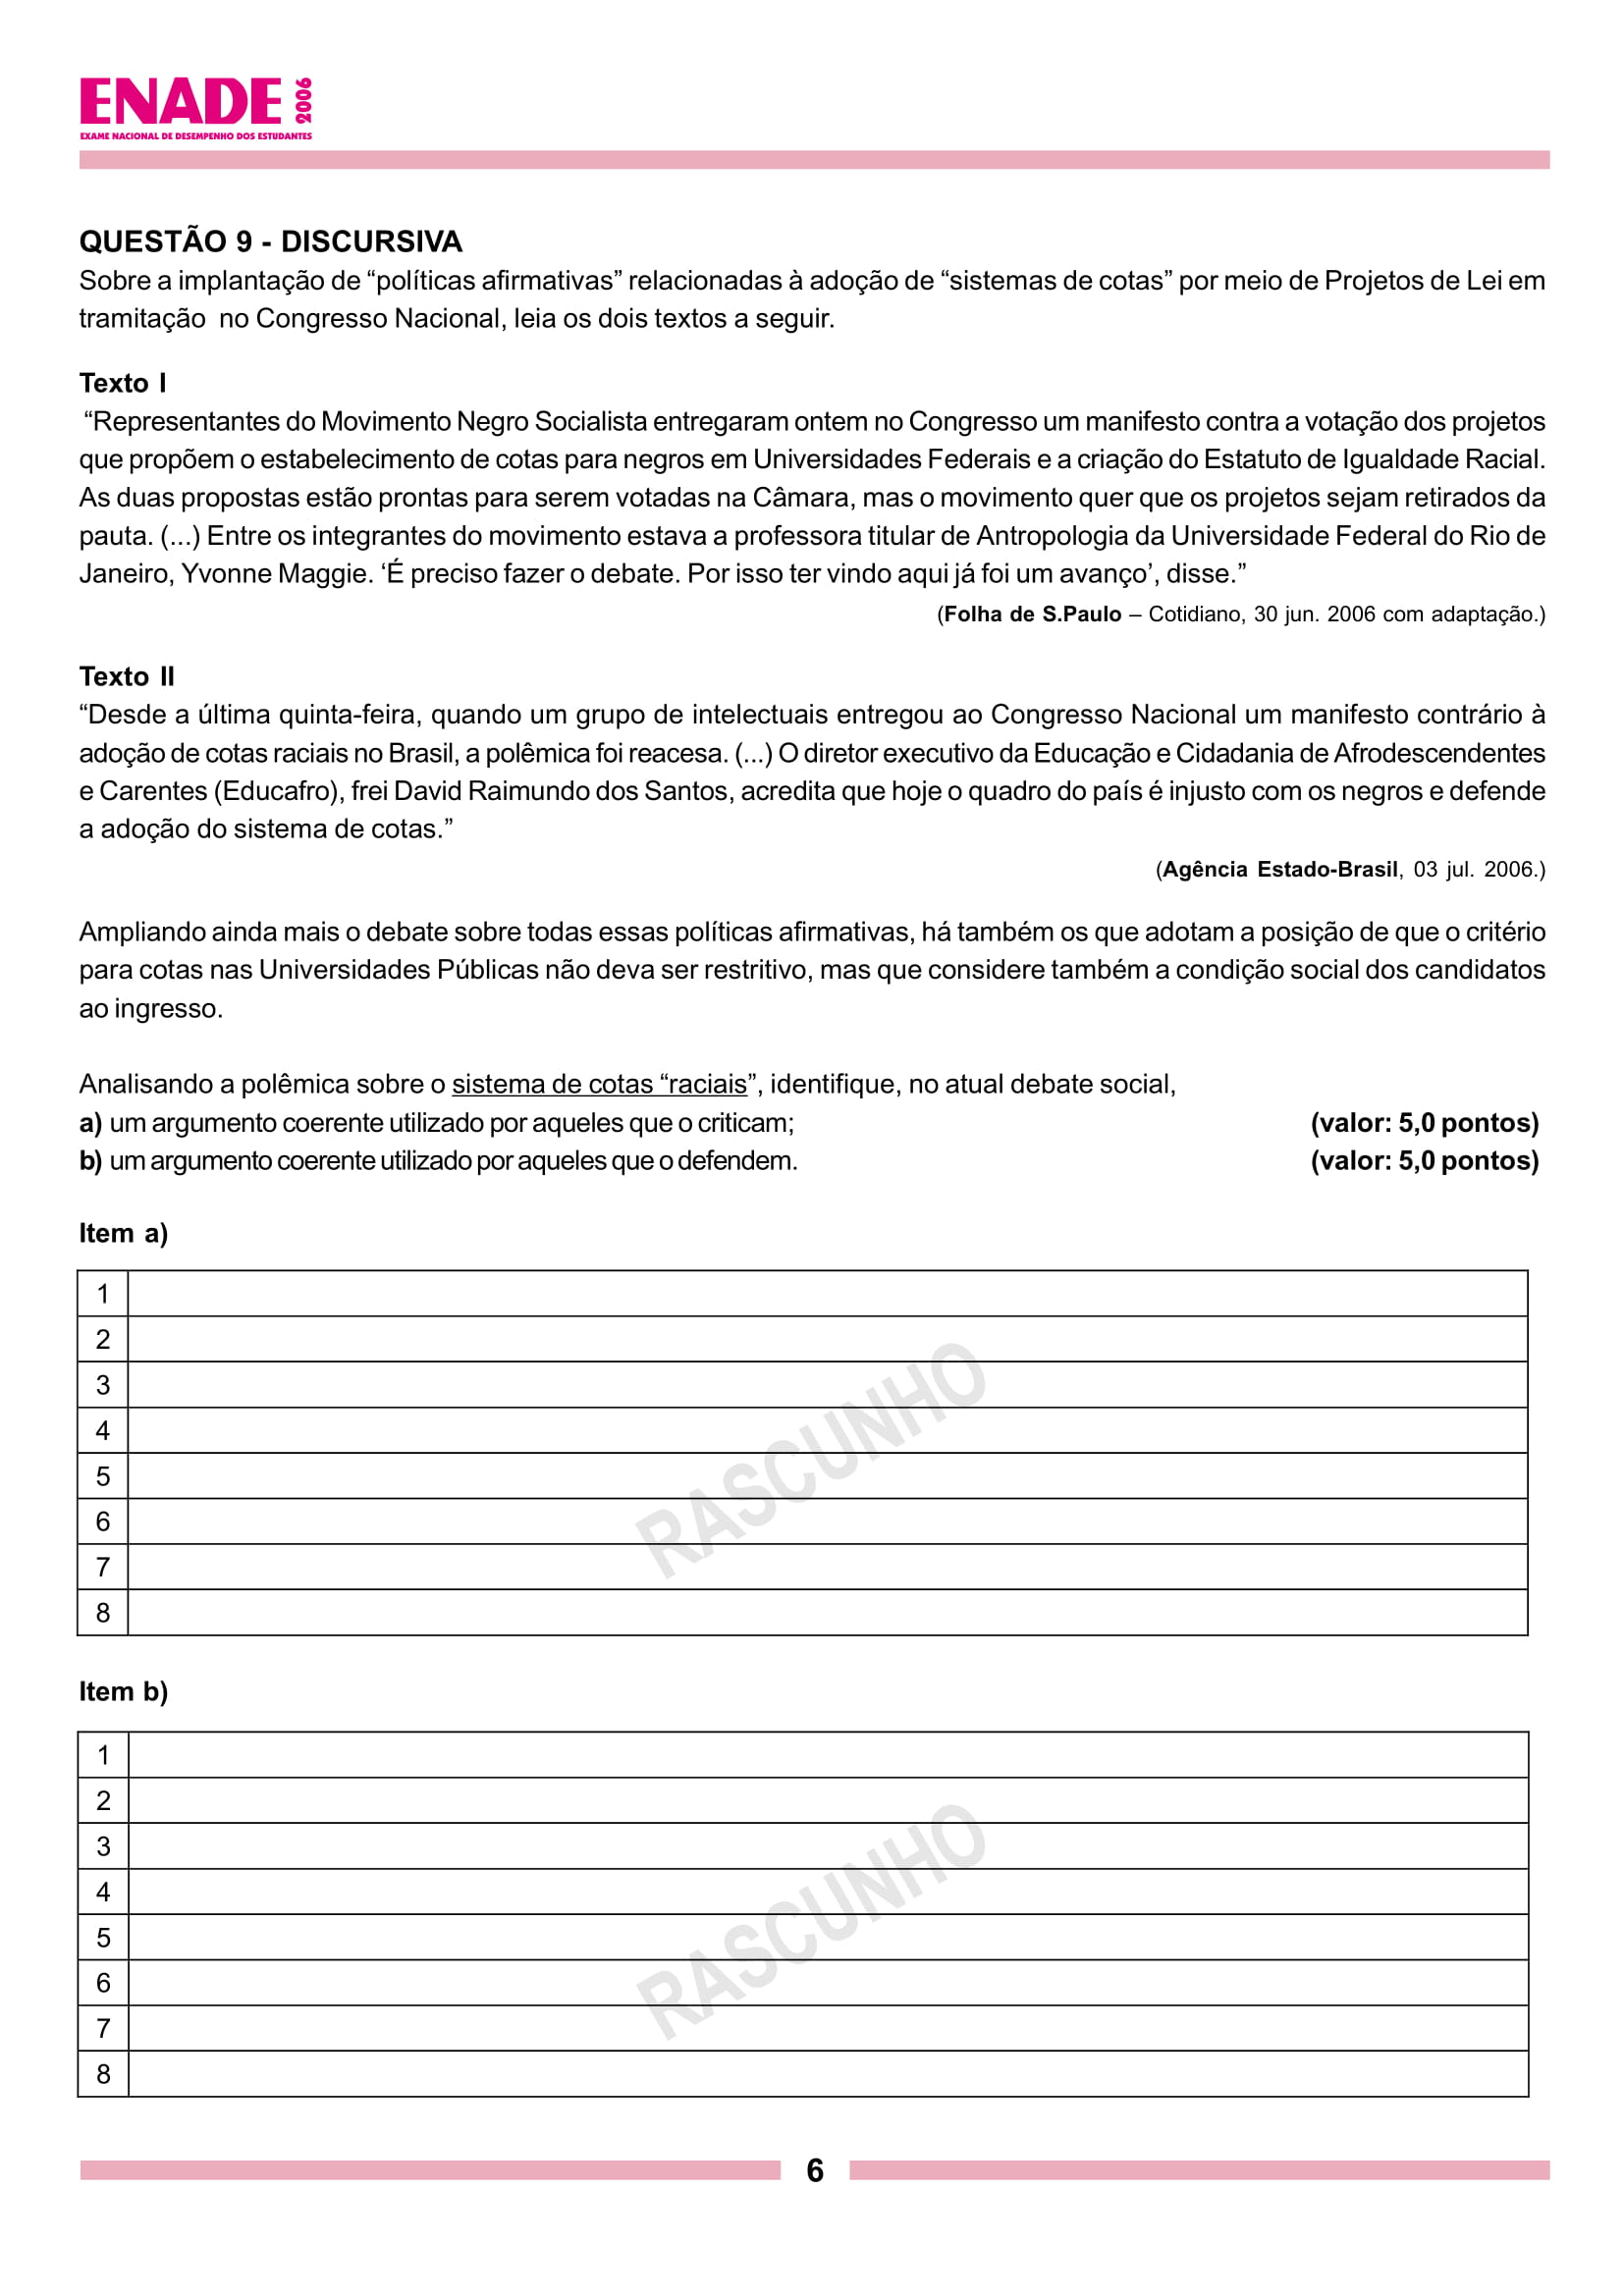 ENADE 2006
EXAME NACIONAL DE DESEMPENHO DOS ESTUDANTES
QUESTÃO 9 - DISCURSIVA
Sobre a implantação de “políticas afirmativas” relacionadas à adoção de “sistemas de cotas” por meio de Projetos de Lei em
tramitação no Congresso Nacional, leia os dois textos a seguir.
Texto I
“Representantes do Movimento Negro Socialista entregaram ontem no Congresso um manifesto contra a votação dos projetos
que propõem o estabelecimento de cotas para negros em Universidades Federais e a criação do Estatuto de Igualdade Racial.
As duas propostas estão prontas para serem votadas na Câmara, mas o movimento quer que os projetos sejam retirados da
pauta. (...) Entre os integrantes do movimento estava a professora titular de Antropologia da Universidade Federal do Rio de
Janeiro, Yvonne Maggie. ‘É preciso fazer o debate. Por isso ter vindo aqui já foi um avanço’, disse.”
(Folha de S.Paulo – Cotidiano, 30 jun. 2006 com adaptação.)
Texto II
“Desde a última quinta-feira, quando um grupo de intelectuais entregou ao Congresso Nacional um manifesto contrário à
adoção de cotas raciais no Brasil, a polêmica foi reacesa. (...) O diretor executivo da Educação e Cidadania de Afrodescendentes
e Carentes (Educafro), frei David Raimundo dos Santos, acredita que hoje o quadro do país é injusto com os negros e defende
a adoção do sistema de cotas.”
(Agência Estado-Brasil, 03 jul. 2006.)
Ampliando ainda mais o debate sobre todas essas políticas afirmativas, há também os que adotam a posição de que o critério
para cotas nas Universidades Públicas não deva ser restritivo, mas que considere também a condição social dos candidatos
ao ingresso.
Analisando a polêmica sobre o sistema de cotas “raciais”, identifique, no atual debate social,
a) um argumento coerente utilizado por aqueles que o criticam; (valor: 5,0 pontos)
b) um argumento coerente utilizado por aqueles que o defendem. (valor: 5,0 pontos)
Item a)
1
2
3
4
5
6
7
8
RASCUNHO
Item b)
1
2
3
4
5
6
7
8
RASCUNHO
6